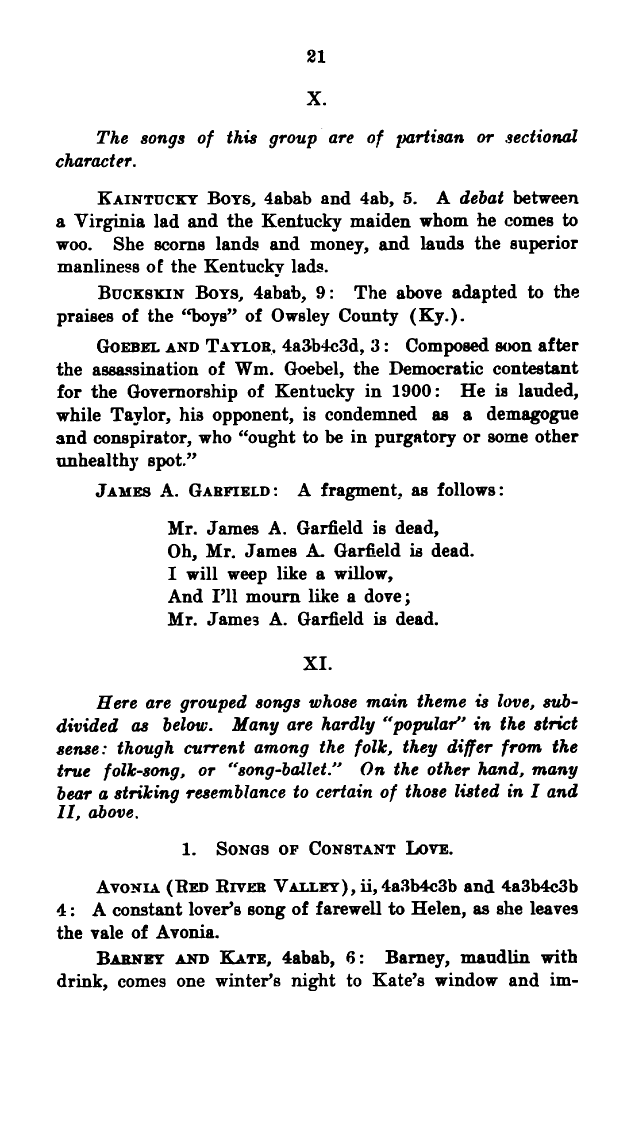 21
X.
The songs of this group are of partisan or sectional
character.
KAINTUCKY BOYS, 4abab and 4ab, 5. A debat between
a Virginia lad and the Kentucky maiden whom he comes to
woo. She scorns lands and money, and lauds the superior
manliness of the Kentucky lads.
BUCKSKIN BOYS, 4abab, 9: The above adapted to the
praises of the "boys" of Owsley County (Ky.).
GOEBEL AND TAYLOR, 4a3b4c3d, 3: Composed soon after
the assassination of Wm. Goebel, the Democratic contestant
for the Governorship of Kentucky in 1900: He is lauded,
while Taylor, his opponent, is condemned as a demagogue
and conspirator, who "ought to be in purgatory or some other
unhealthy spot."
JAMES A. GARFIELD: A fragment, as follows:
Mr. James A. Garfield is dead,
Oh, Mr. James A. Garfield is dead.
I will weep like a willow,
And I'll mourn like a dove;
Mr. James A. Garfield is dead.
XI.
Here are grouped songs whose main theme is love, sub-
divided as below. Many are hardly "popular" in the strict
sense: though current among the folk, they differ from the
true folk-song, or "song-ballet." On the other hand, many
bear a striking resemblance to certain of those listed in I and
II, above.
1. SONGS OF CONSTANT LOVE.
AVONIA (RED RIVER VALLEY), ii, 4a3b4c3b and 4a3b4c3b
4: A constant lover's song of farewell to Helen, as she leaves
the vale of Avonia.
BARNEY AND KATE, 4abab, 6: Barney, maudlin with
drink, comes one winter's night to Kate's window and im-